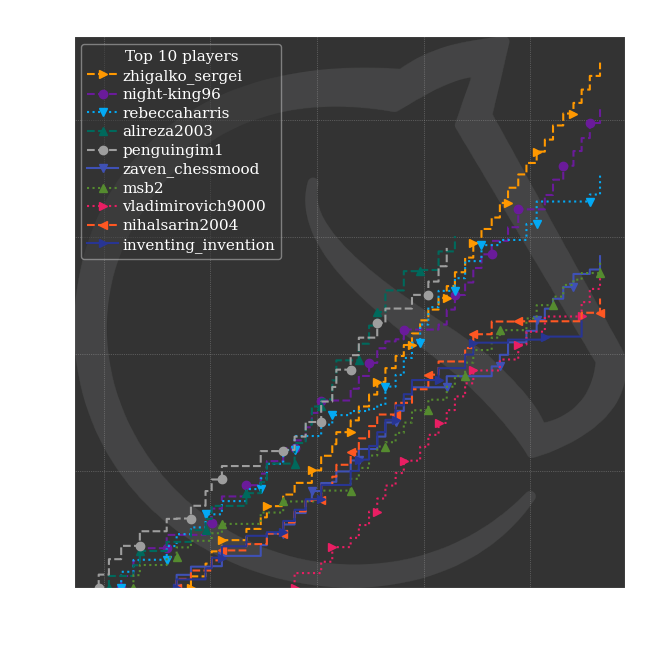 Top 10 players
zhigalko_sergei
night-king96
rebeccaharris
alireza2003
penguingim1
zaven_chessmood
msb2
vladimirovich9000
nihalsarin2004
inventing_invention